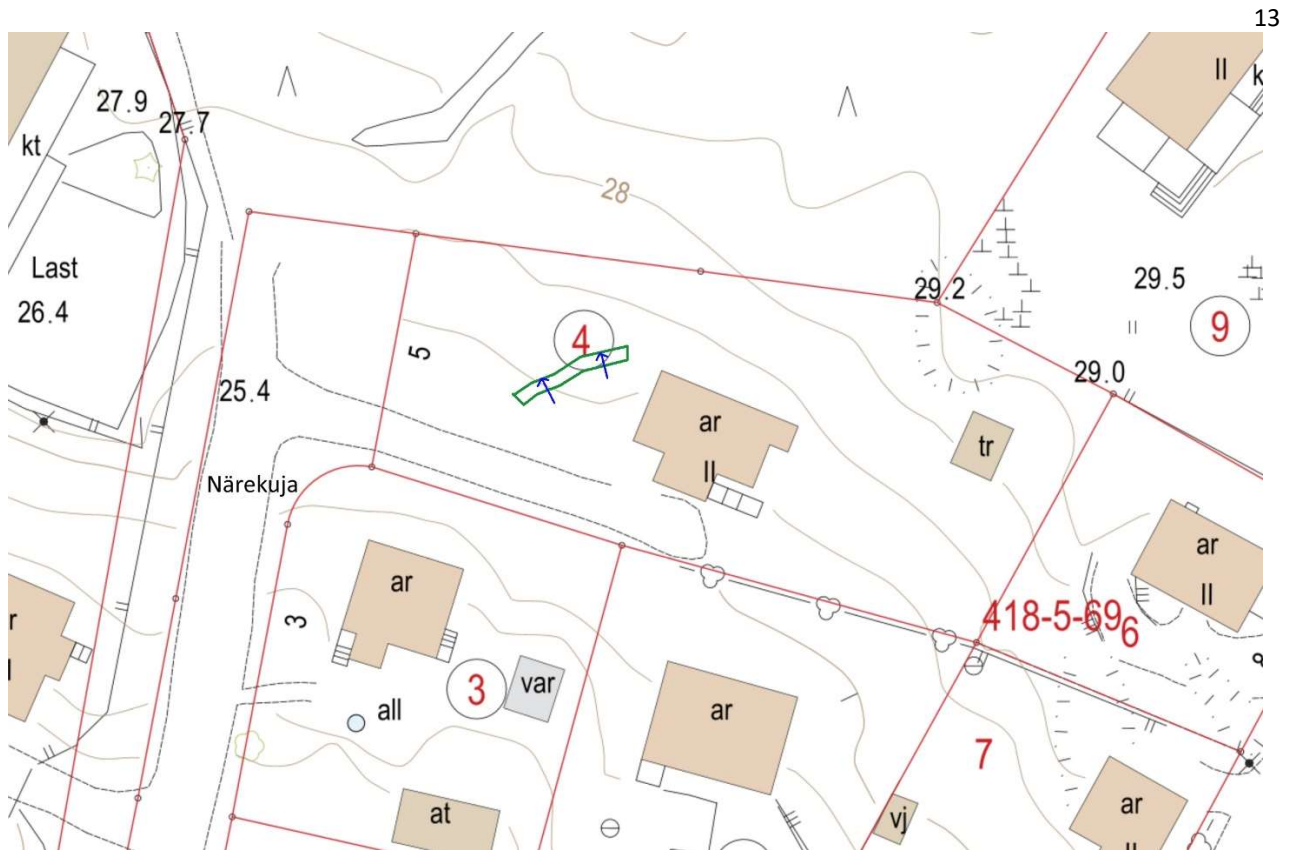 13
II
k
27.9
27.7
kt
28
Last
26.4
29.2
29.5
9
4
5
29.0
25.4
ar
II
tr
Närekuja
ar
II
ar
418-5-69
6
3
3
var
ar
all
7
ar
at
vj